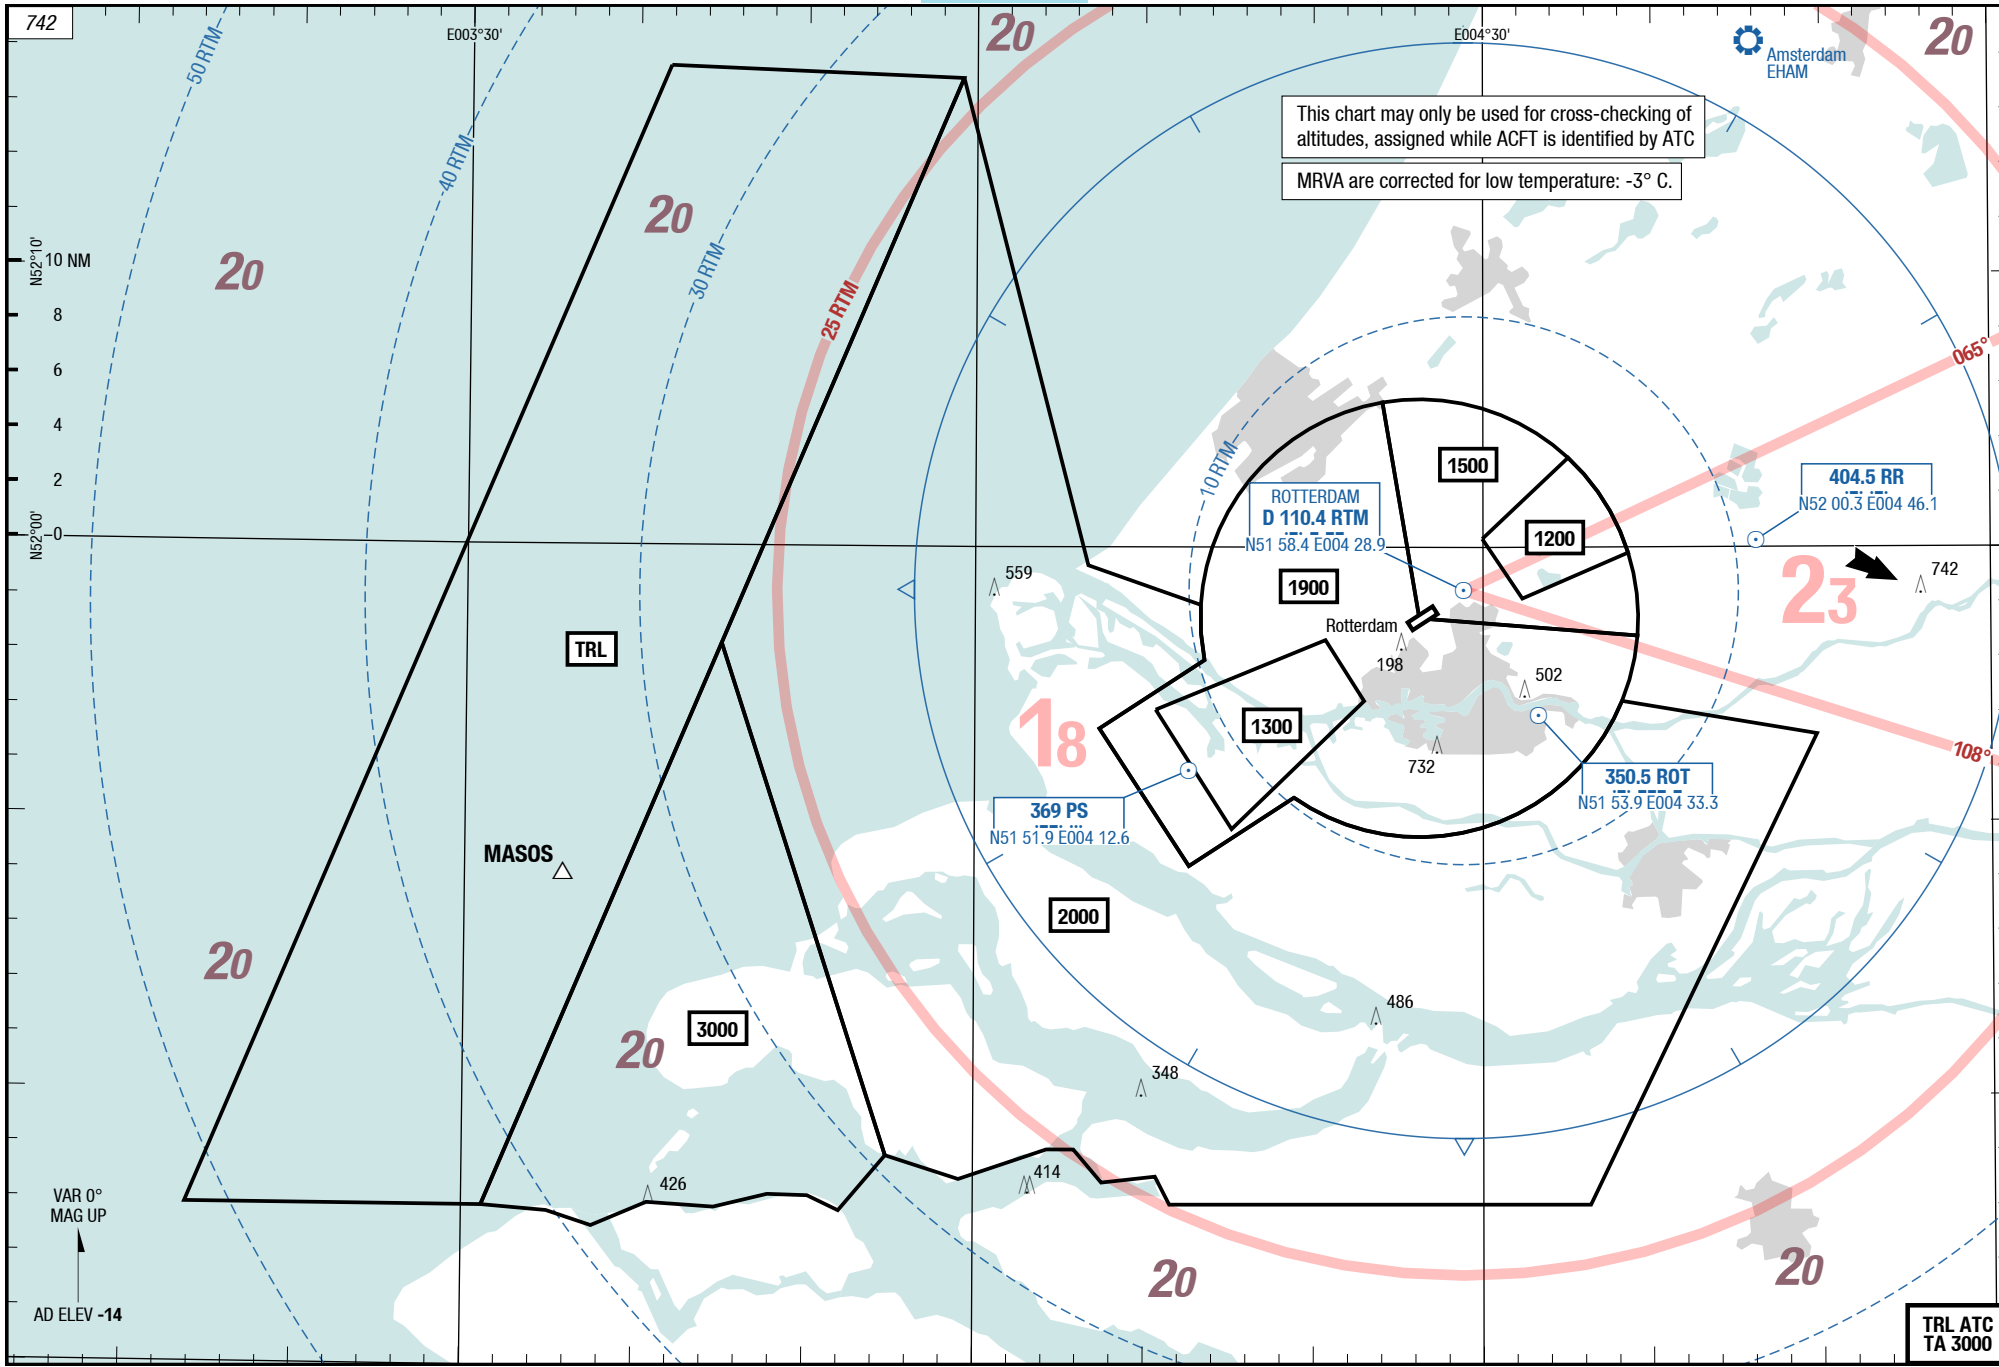 742
E003°30'
E004°30'
50 RTM
40 RTM
30 RTM
25 RTM
10 RTM
20
20
Amsterdam
EHAM
This chart may only be used for cross-checking of
altitudes, assigned while ACFT is identified by ATC
MRVA are corrected for low temperature: -3° C.
20
20
N52°10'
10 NM
8
6
4
2
0
N52°00'
065°
1500
ROTTERDAM
D 110.4 RTM
N51 58.4 E004 28.9
404.5 RR
N52 00.3 E004 46.1
1200
559
1900
23
742
Rotterdam
198
TRL
502
18
1300
732
108°
369 PS
N51 51.9 E004 12.6
350.5 ROT
N51 53.9 E004 33.3
MASOS
2000
20
486
3000
20
348
426
414
VAR 0°
MAG UP
AD ELEV -14
20
20
TRL ATC
TA 3000